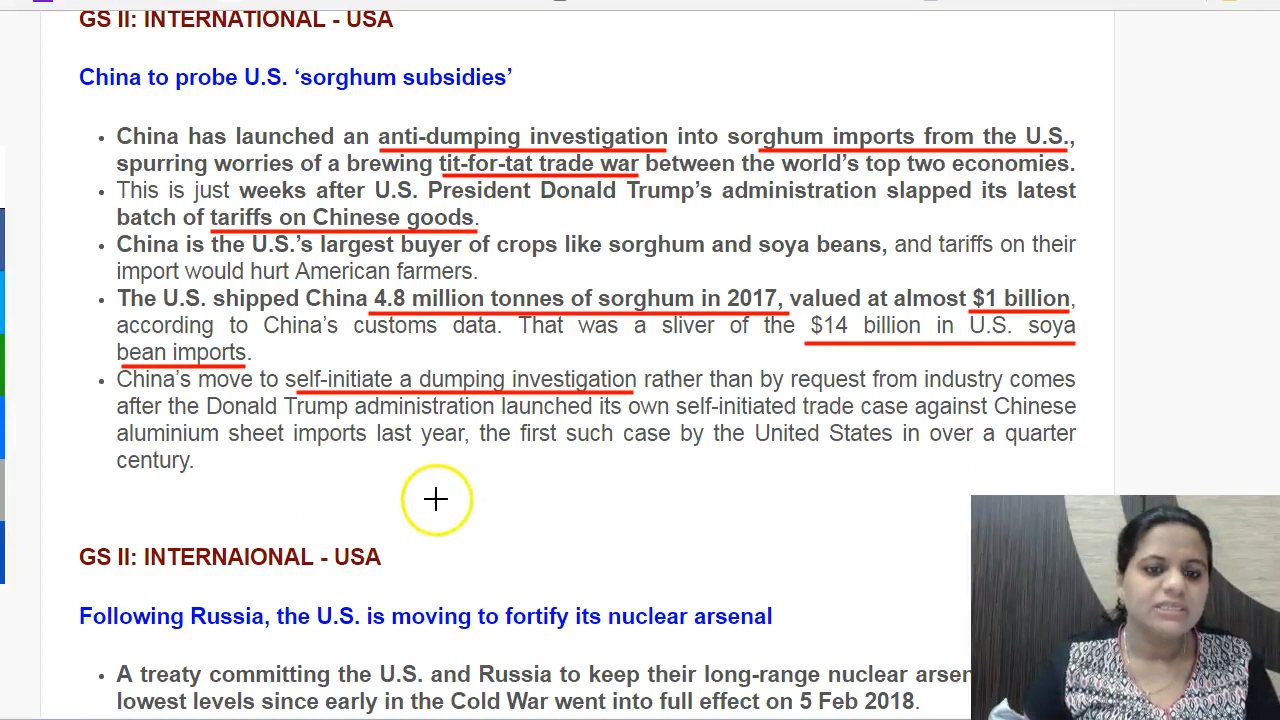 GS II: INTERNATIONAL - USA
China to probe U.S. ‘sorghum subsidies’
• China has launched an anti-dumping investigation into sorghum imports from the U.S.,
spurring worries of a brewing tit-for-tat trade war between the world’s top two economies.
• This is just weeks after U.S. President Donald Trump’s administration slapped its latest
batch of tariffs on Chinese goods.
• China is the U.S.’s largest buyer of crops like sorghum and soya beans, and tariffs on their
import would hurt American farmers.
• The U.S. shipped China 4.8 million tonnes of sorghum in 2017, valued at almost $1 billion,
according to China’s customs data. That was a sliver of the $14 billion in U.S. soya
bean imports.
• China’s move to self-initiate a dumping investigation rather than by request from industry comes
after the Donald Trump administration launched its own self-initiated trade case against Chinese
aluminium sheet imports last year, the first such case by the United States in over a quarter
century.
GS II: INTERNAIONAL - USA
Following Russia, the U.S. is moving to fortify its nuclear arsenal
• A treaty committing the U.S. and Russia to keep their long-range nuclear arsen
lowest levels since early in the Cold War went into full effect on 5 Feb 2018.